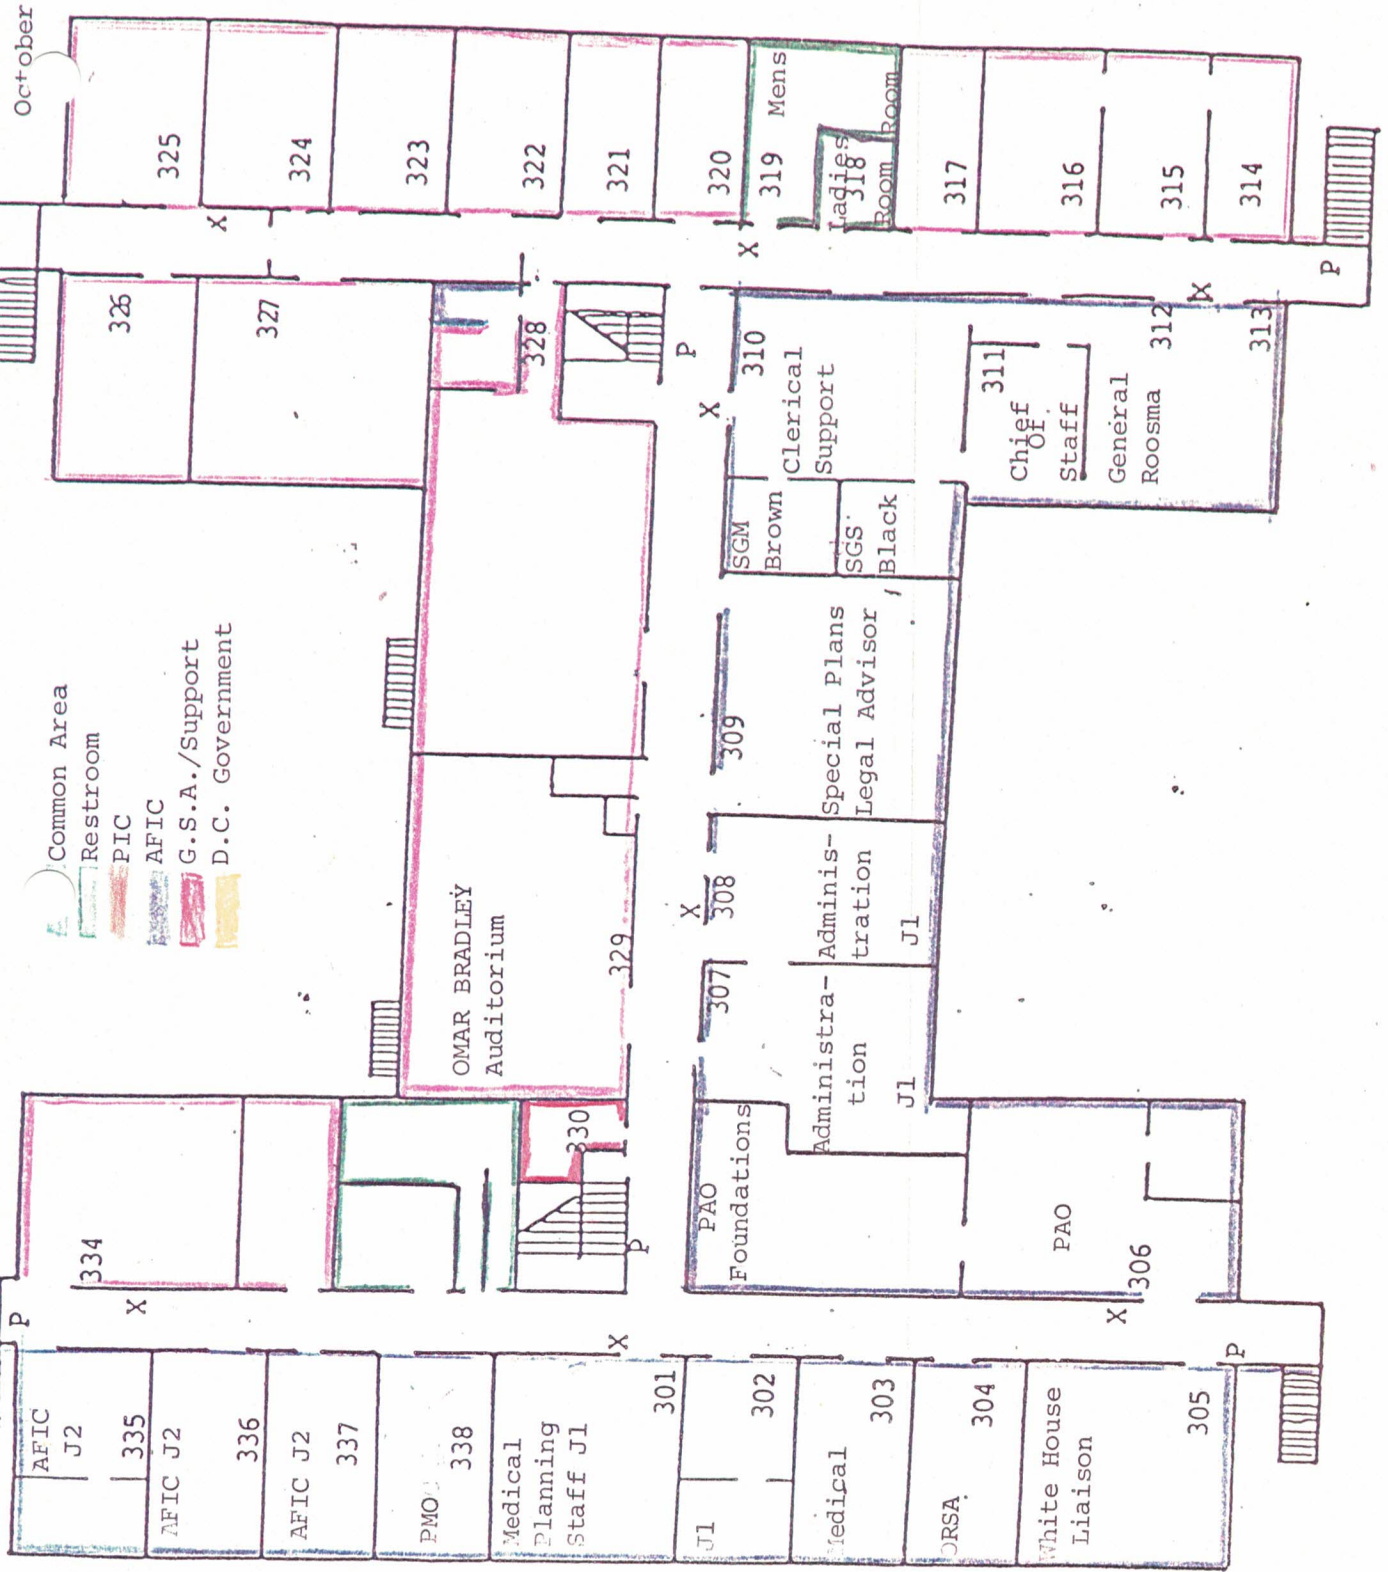 October
Common Area
Restroom
PIC
AFIC
G.S.A./Support
D.C. Government
325
324
323
322
321
320
319
Mens
Room
Ladies
318
Room
317
316
315
314
X
X
X
P
326
327
328
P
X
310
Clerical
Support
311
Chief
Of
Staff
General
Roosma
312
313
SGM
Brown
SGS
Black
309
Special Plans
Legal Advisor
X
308
Adminis-
tration
J1
307
Administra-
tion
J1
OMAR BRADLEY
Auditorium
329
330
P
PAO
Foundations
PAO
306
334
P
X
X
X
P
AFIC
J2
335
AFIC J2
336
AFIC J2
337
PMO
338
Medical
Planning
Staff J1
301
J1
302
Medical
303
ORSA
304
White House
Liaison
305